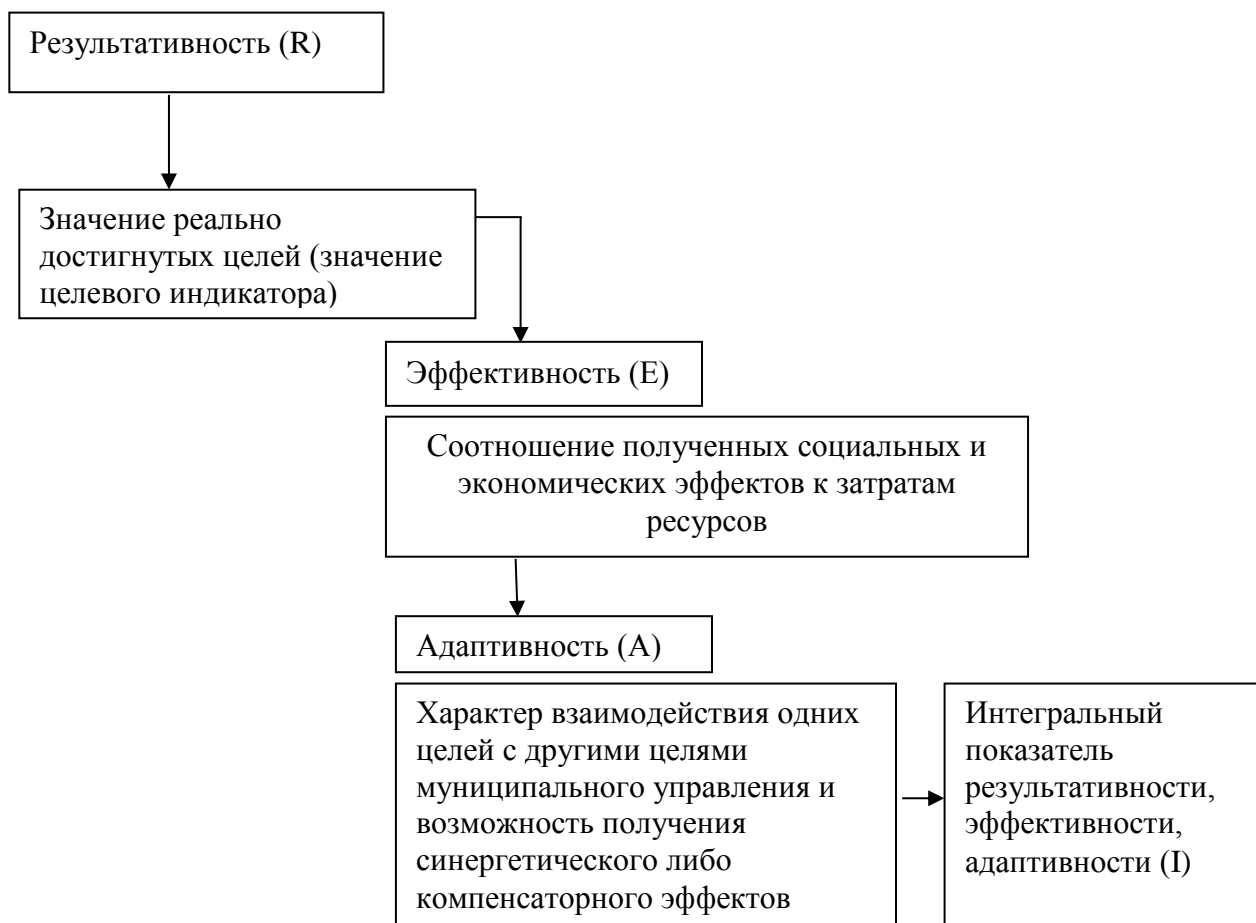 Результативность (R)
Значение реально
достигнутых целей (значение
целевого индикатора)
Эффективность (E)
Соотношение полученных социальных и
экономических эффектов к затратам
ресурсов
Адаптивность (A)
Характер взаимодействия одних
целей с другими целями
муниципального управления и
возможность получения
синергетического либо
компенсаторного эффектов
Интегральный
показатель
результативности,
эффективности,
адаптивности (I)